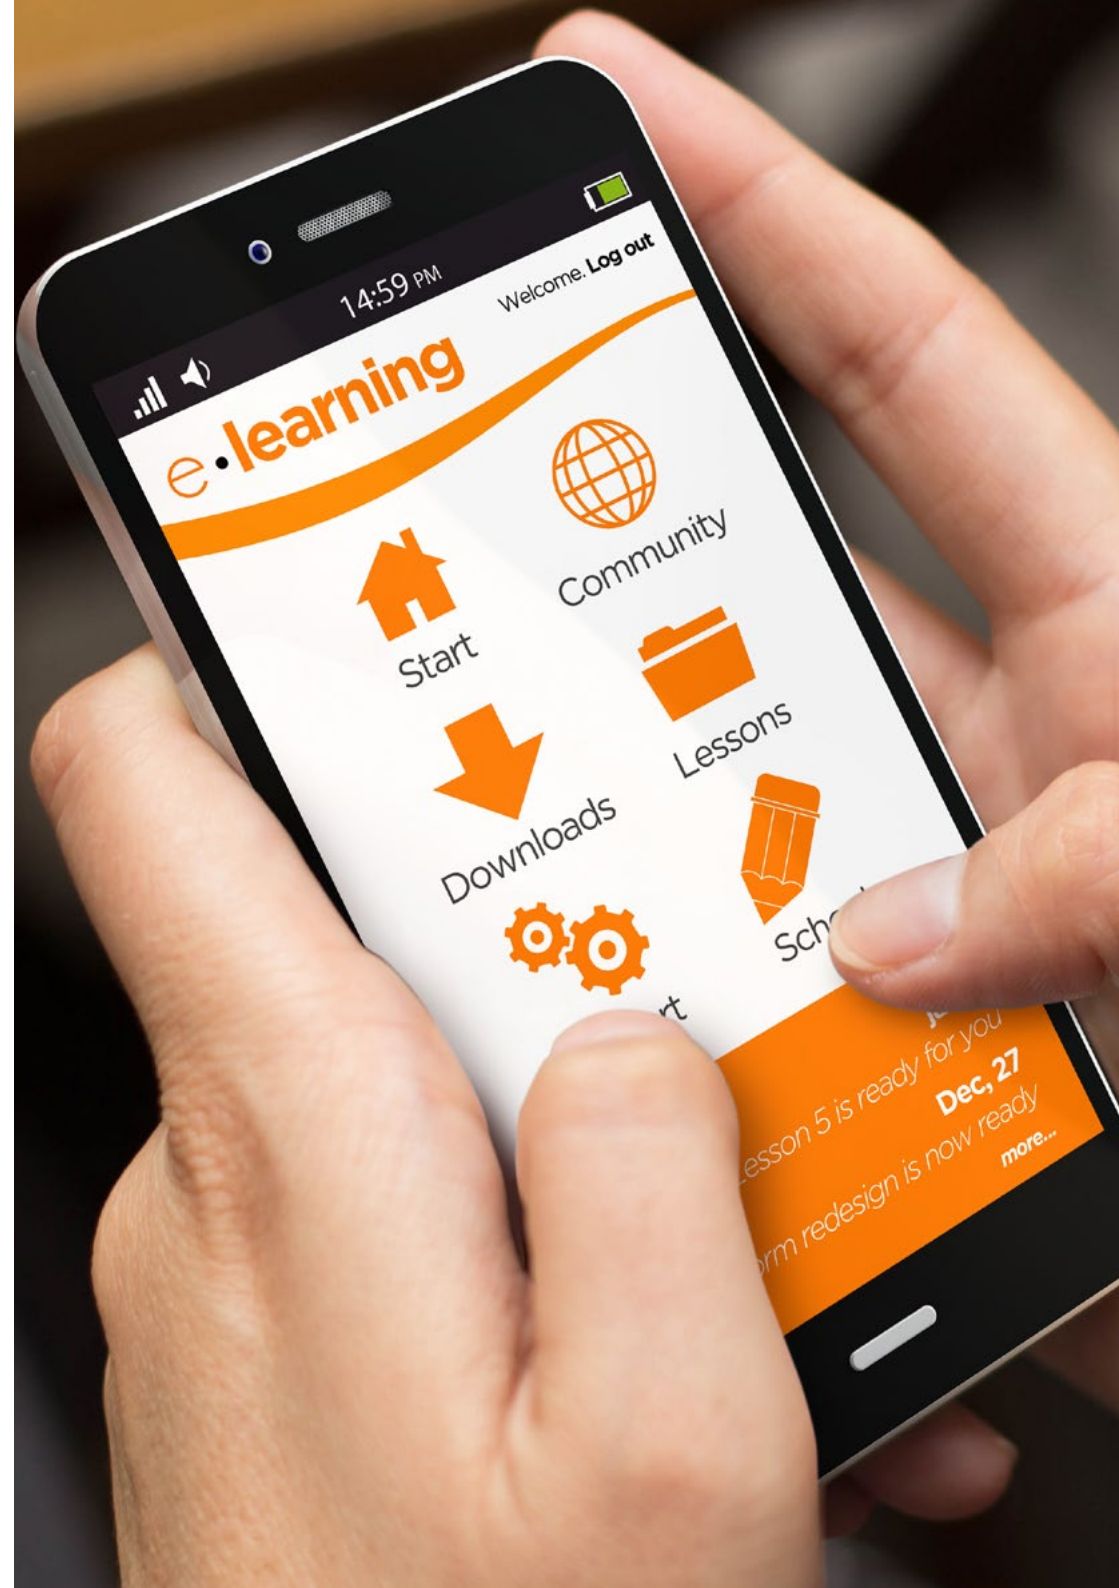 14:59 PM
Welcome. Log out
e·learning
Start
Community
Downloads
Lessons
5 is ready for you
Dec, 27
redesign is now ready
more...